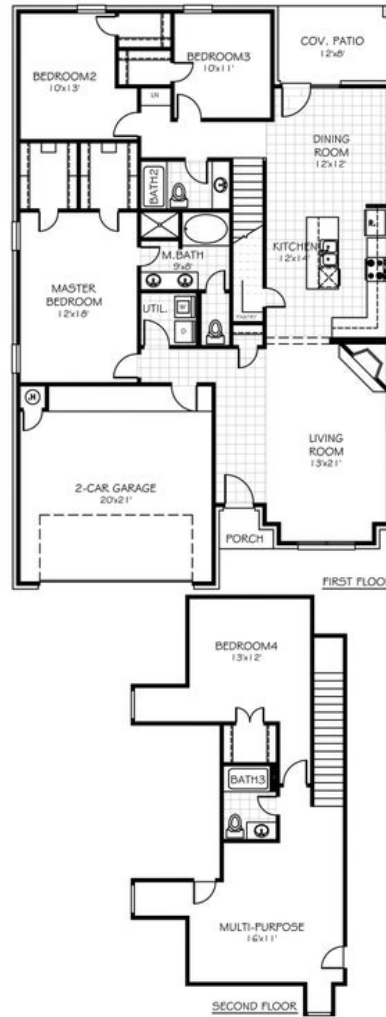 COV. PATIO
12'x8'
BEDROOM3
10'x11'
BEDROOM2
10'x13'
LN
DINING
ROOM
12'x12'
BATH2
KITCHEN
12'x14'
R.
M.BATH
9'x8'
MASTER
BEDROOM
12'x18'
UTIL.
W
D
PANTRY
.H
LIVING
ROOM
13'x21'
2-CAR GARAGE
20'x21'
PORCH
FIRST FLOOR
BEDROOM4
13'x12'
BATH3
MULTI-PURPOSE
16'x11'
SECOND FLOOR